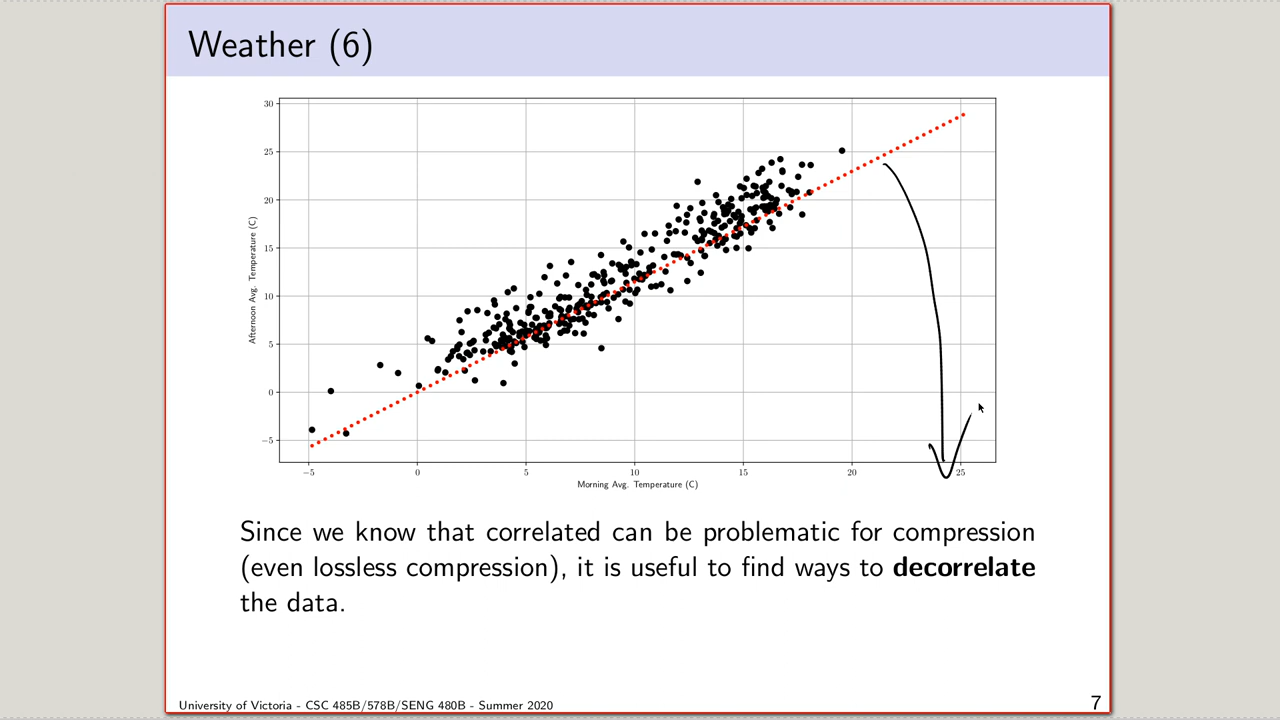 Weather (6)
30
25
20
15
10
5
0
−5
Afternoon Avg. Temperature (C)
−5 0 5 10 15 20 25
Morning Avg. Temperature (C)
Since we know that correlated can be problematic for compression
(even lossless compression), it is useful to find ways to decorrelate
the data.
University of Victoria - CSC 485B/578B/SENG 480B - Summer 2020
7